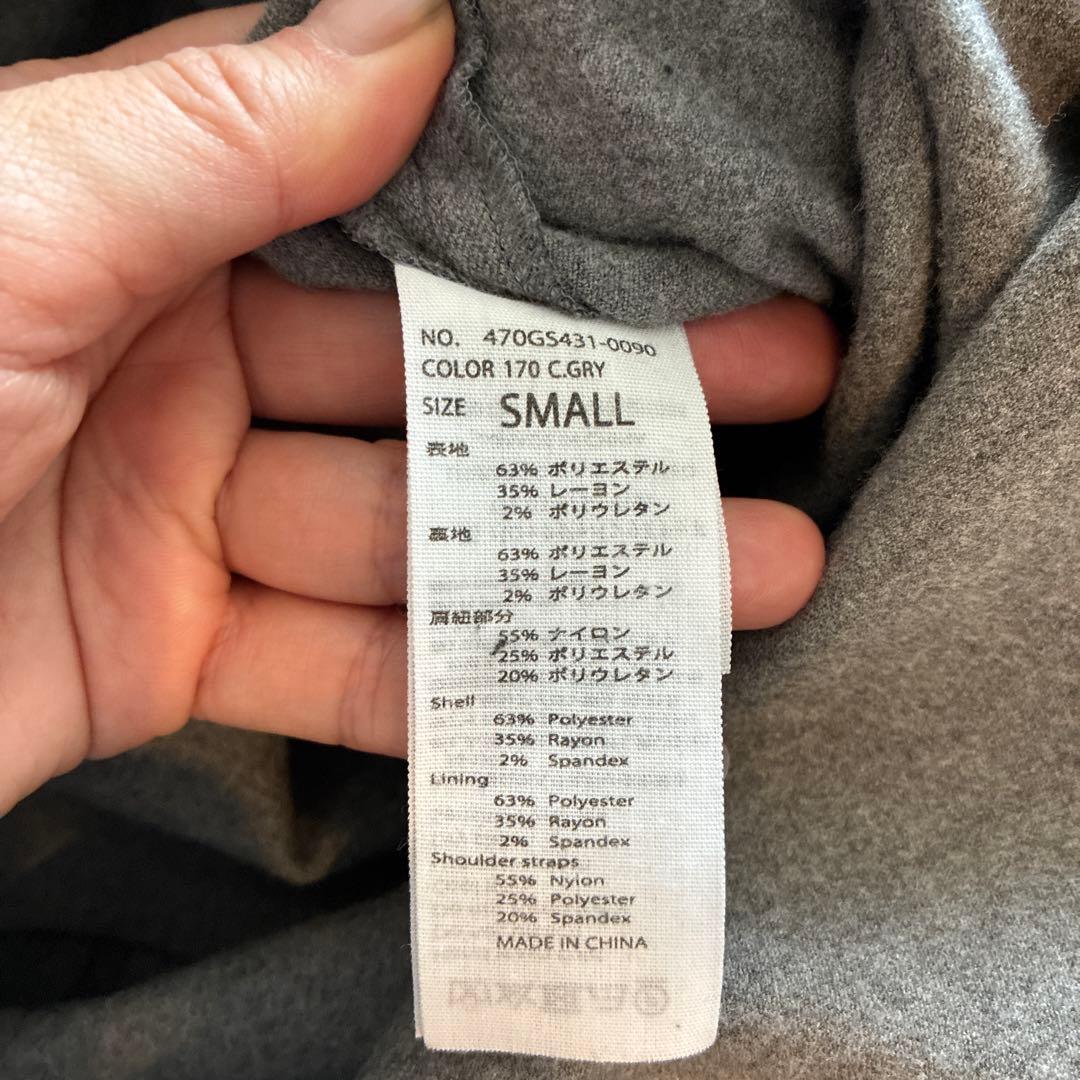 NO. 470GS431-0090
COLOR 170 C.GRY
SIZE SMALL
表地
63% ポリエステル
35% レーヨン
2% ポリウレタン
裏地
63% ポリエステル
35% レーヨン
2% ポリウレタン
肩紐部分
55% ナイロン
25% ポリエステル
20% ポリウレタン
Shell
63% Polyester
35% Rayon
2% Spandex
Lining
63% Polyester
35% Rayon
2% Spandex
Shoulder straps
55% Nylon
25% Polyester
20% Spandex
MADE IN CHINA